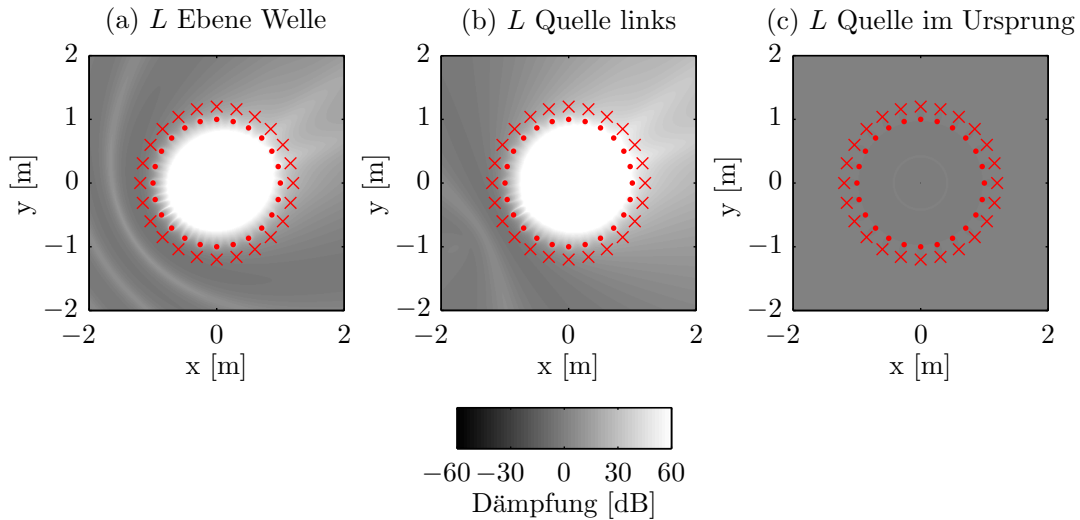 (a) L Ebene Welle
(b) L Quelle links
(c) L Quelle im Ursprung
2
1
0
−1
−2
y [m]
−2 0 2
x [m]
2
1
0
−1
−2
y [m]
−2 0 2
x [m]
2
1
0
−1
−2
y [m]
−2 0 2
x [m]
−60 −30 0 30 60
Dämpfung [dB]